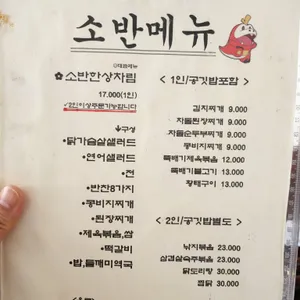 소반메뉴
대표메뉴
소반한상차림
17.000(1인)
✓2인이상주문가능합니다
구성
•닭가슴살샐러드
•연어샐러드
•전
•반찬8가지
•콩비지찌개
•된장찌개
•제육볶음,쌈
•떡갈비
•밥,들깨미역국
< 1인/공깃밥포함 >
김치찌개 9.000
차돌된장찌개 9.000
차돌순두부찌개 9.000
콩비지찌개 9.000
뚝배기제육볶음 12.000
뚝배기불고기 13.000
황태구이 13.000
< 2인/공깃밥별도 >
낙지볶음 23.000
삼겹살숙주볶음 23.000
닭도리탕 30.000
찜닭 30.000